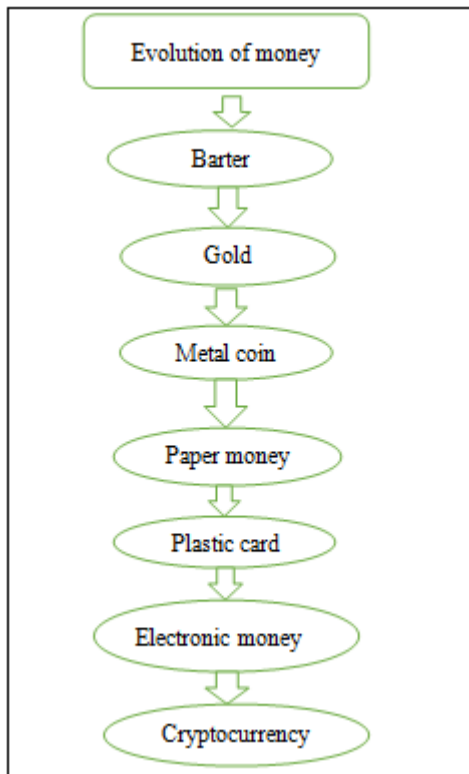 Evolution of money
Barter
Gold
Metal coin
Paper money
Plastic card
Electronic money
Cryptocurrency